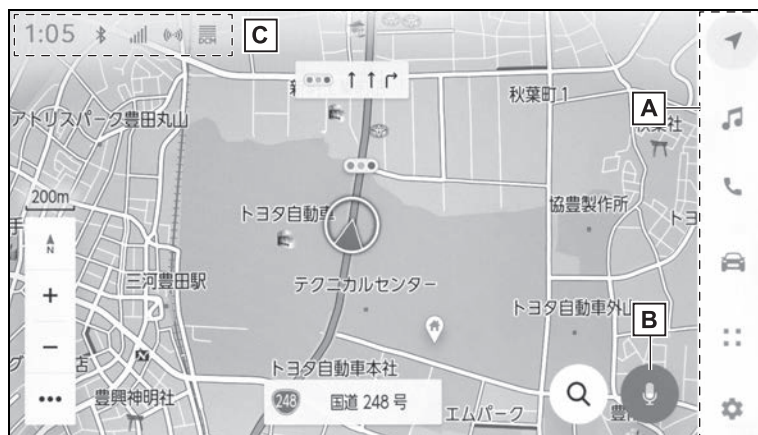 1:05
DCM
C
A
秋葉町1
アトリスパーク豊田丸山
200m
トヨタ自動車
協豊製作所
N
三河豊田駅
テクニカルセンター
トヨタ自動車外山
B
トヨタ自動車本社
豊興神明社
248 国道 248 号
エムパーク